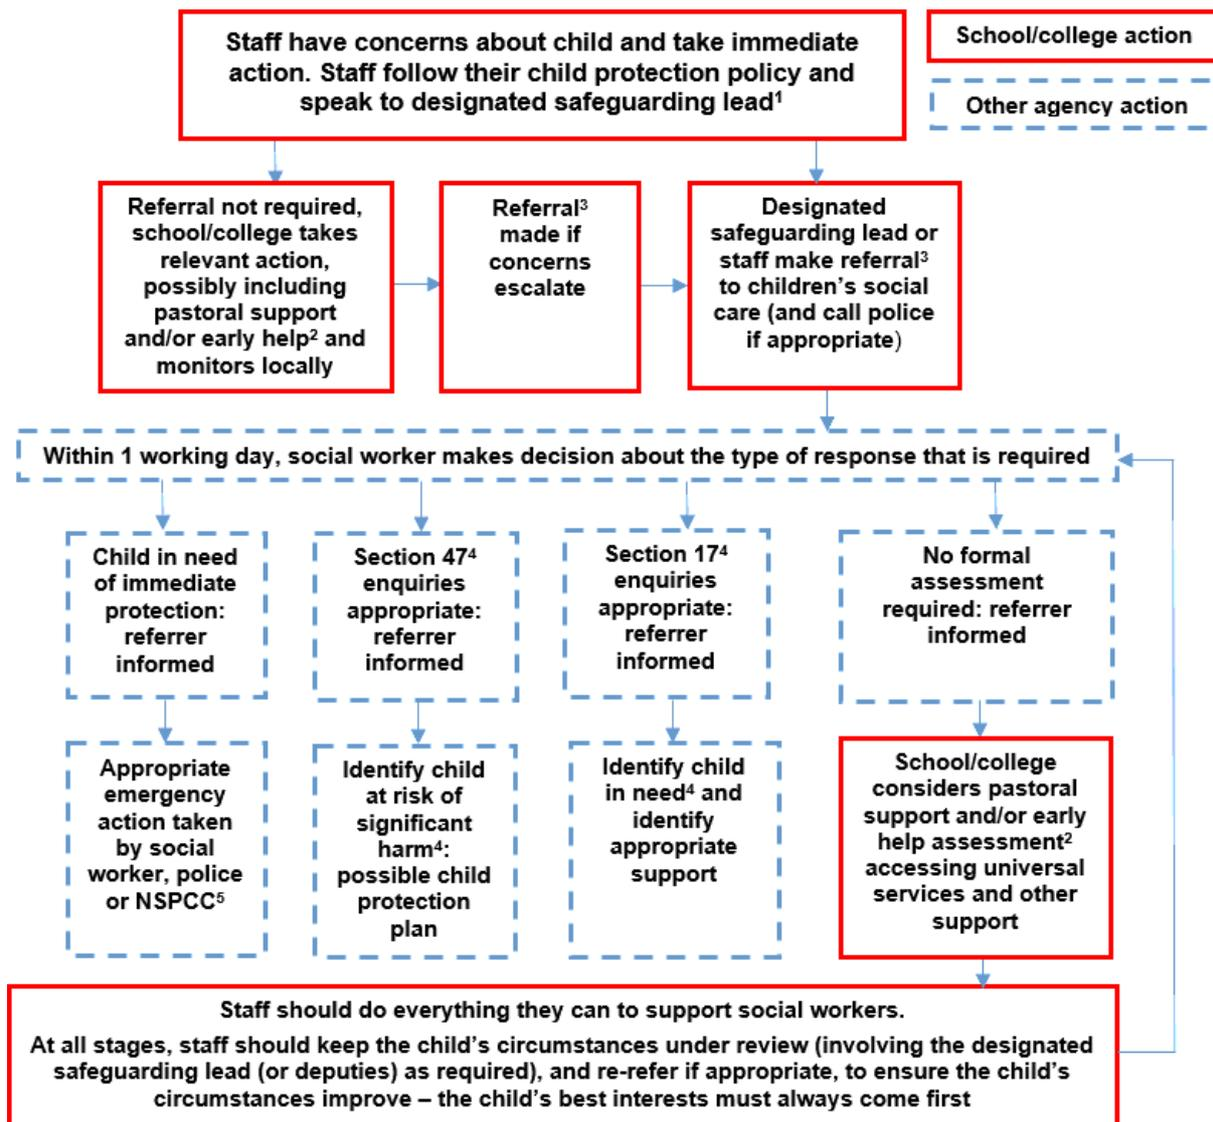 Staff have concerns about child and take immediate
action. Staff follow their child protection policy and
speak to designated safeguarding lead¹
School/college action
Other agency action
Referral not required,
school/college takes
relevant action,
possibly including
pastoral support
and/or early help² and
monitors locally
Referral³
made if
concerns
escalate
Designated
safeguarding lead or
staff make referral³
to children’s social
care (and call police
if appropriate)
Within 1 working day, social worker makes decision about the type of response that is required
Child in need
of immediate
protection:
referrer
informed
Section 47⁴
enquiries
appropriate:
referrer
informed
Section 17⁴
enquiries
appropriate:
referrer
informed
No formal
assessment
required: referrer
informed
Appropriate
emergency
action taken
by social
worker, police
or NSPCC⁵
Identify child
at risk of
significant
harm⁴:
possible child
protection
plan
Identify child
in need⁴ and
identify
appropriate
support
School/college
considers pastoral
support and/or early
help assessment²
accessing universal
services and other
support
Staff should do everything they can to support social workers.
At all stages, staff should keep the child’s circumstances under review (involving the designated
safeguarding lead (or deputies) as required), and re-refer if appropriate, to ensure the child’s
circumstances improve – the child’s best interests must always come first